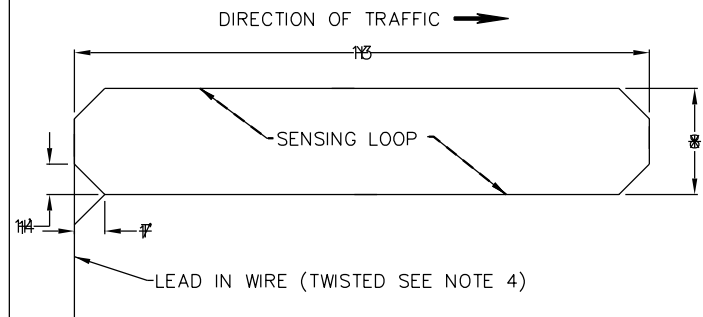 DIRECTION OF TRAFFIC
SENSING LOOP
LEAD IN WIRE (TWISTED SEE NOTE 4)